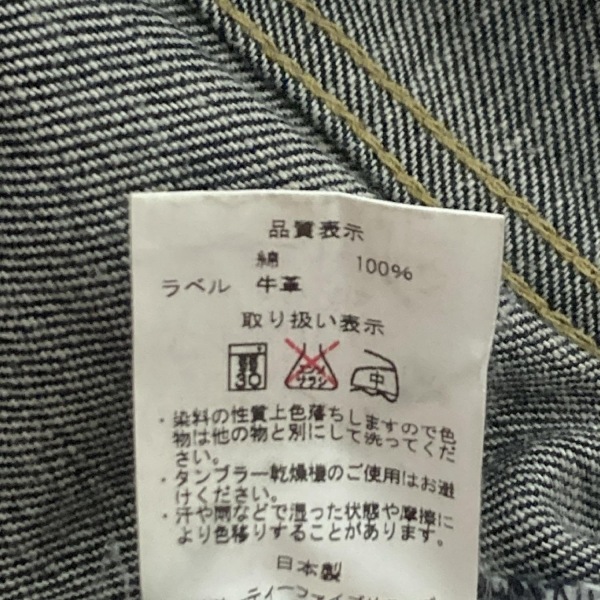 品質表示
綿 100%
ラベル 牛革
取り扱い表示
弱 30 エンソ サラシ 中
・染料の性質上色落ちしますので色
物は他の物と別にして洗ってくだ
さい。
・タンブラー乾燥機のご使用はお避
けください。
・汗や雨などで湿った状態や摩擦に
より色移りすることがあります。
日本製